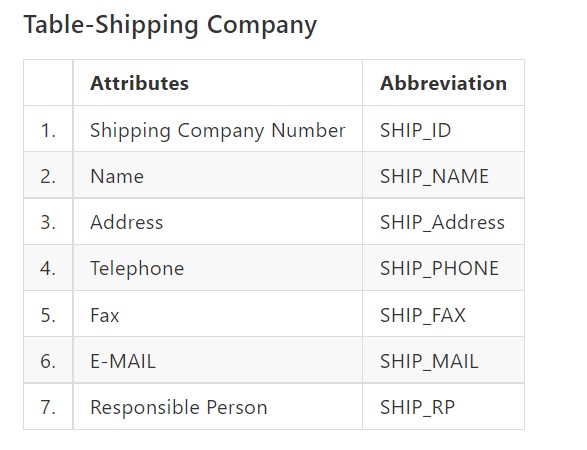 Table-Shipping Company
Attributes Abbreviation
1. Shipping Company Number SHIP_ID
2. Name SHIP_NAME
3. Address SHIP_Address
4. Telephone SHIP_PHONE
5. Fax SHIP_FAX
6. E-MAIL SHIP_MAIL
7. Responsible Person SHIP_RP